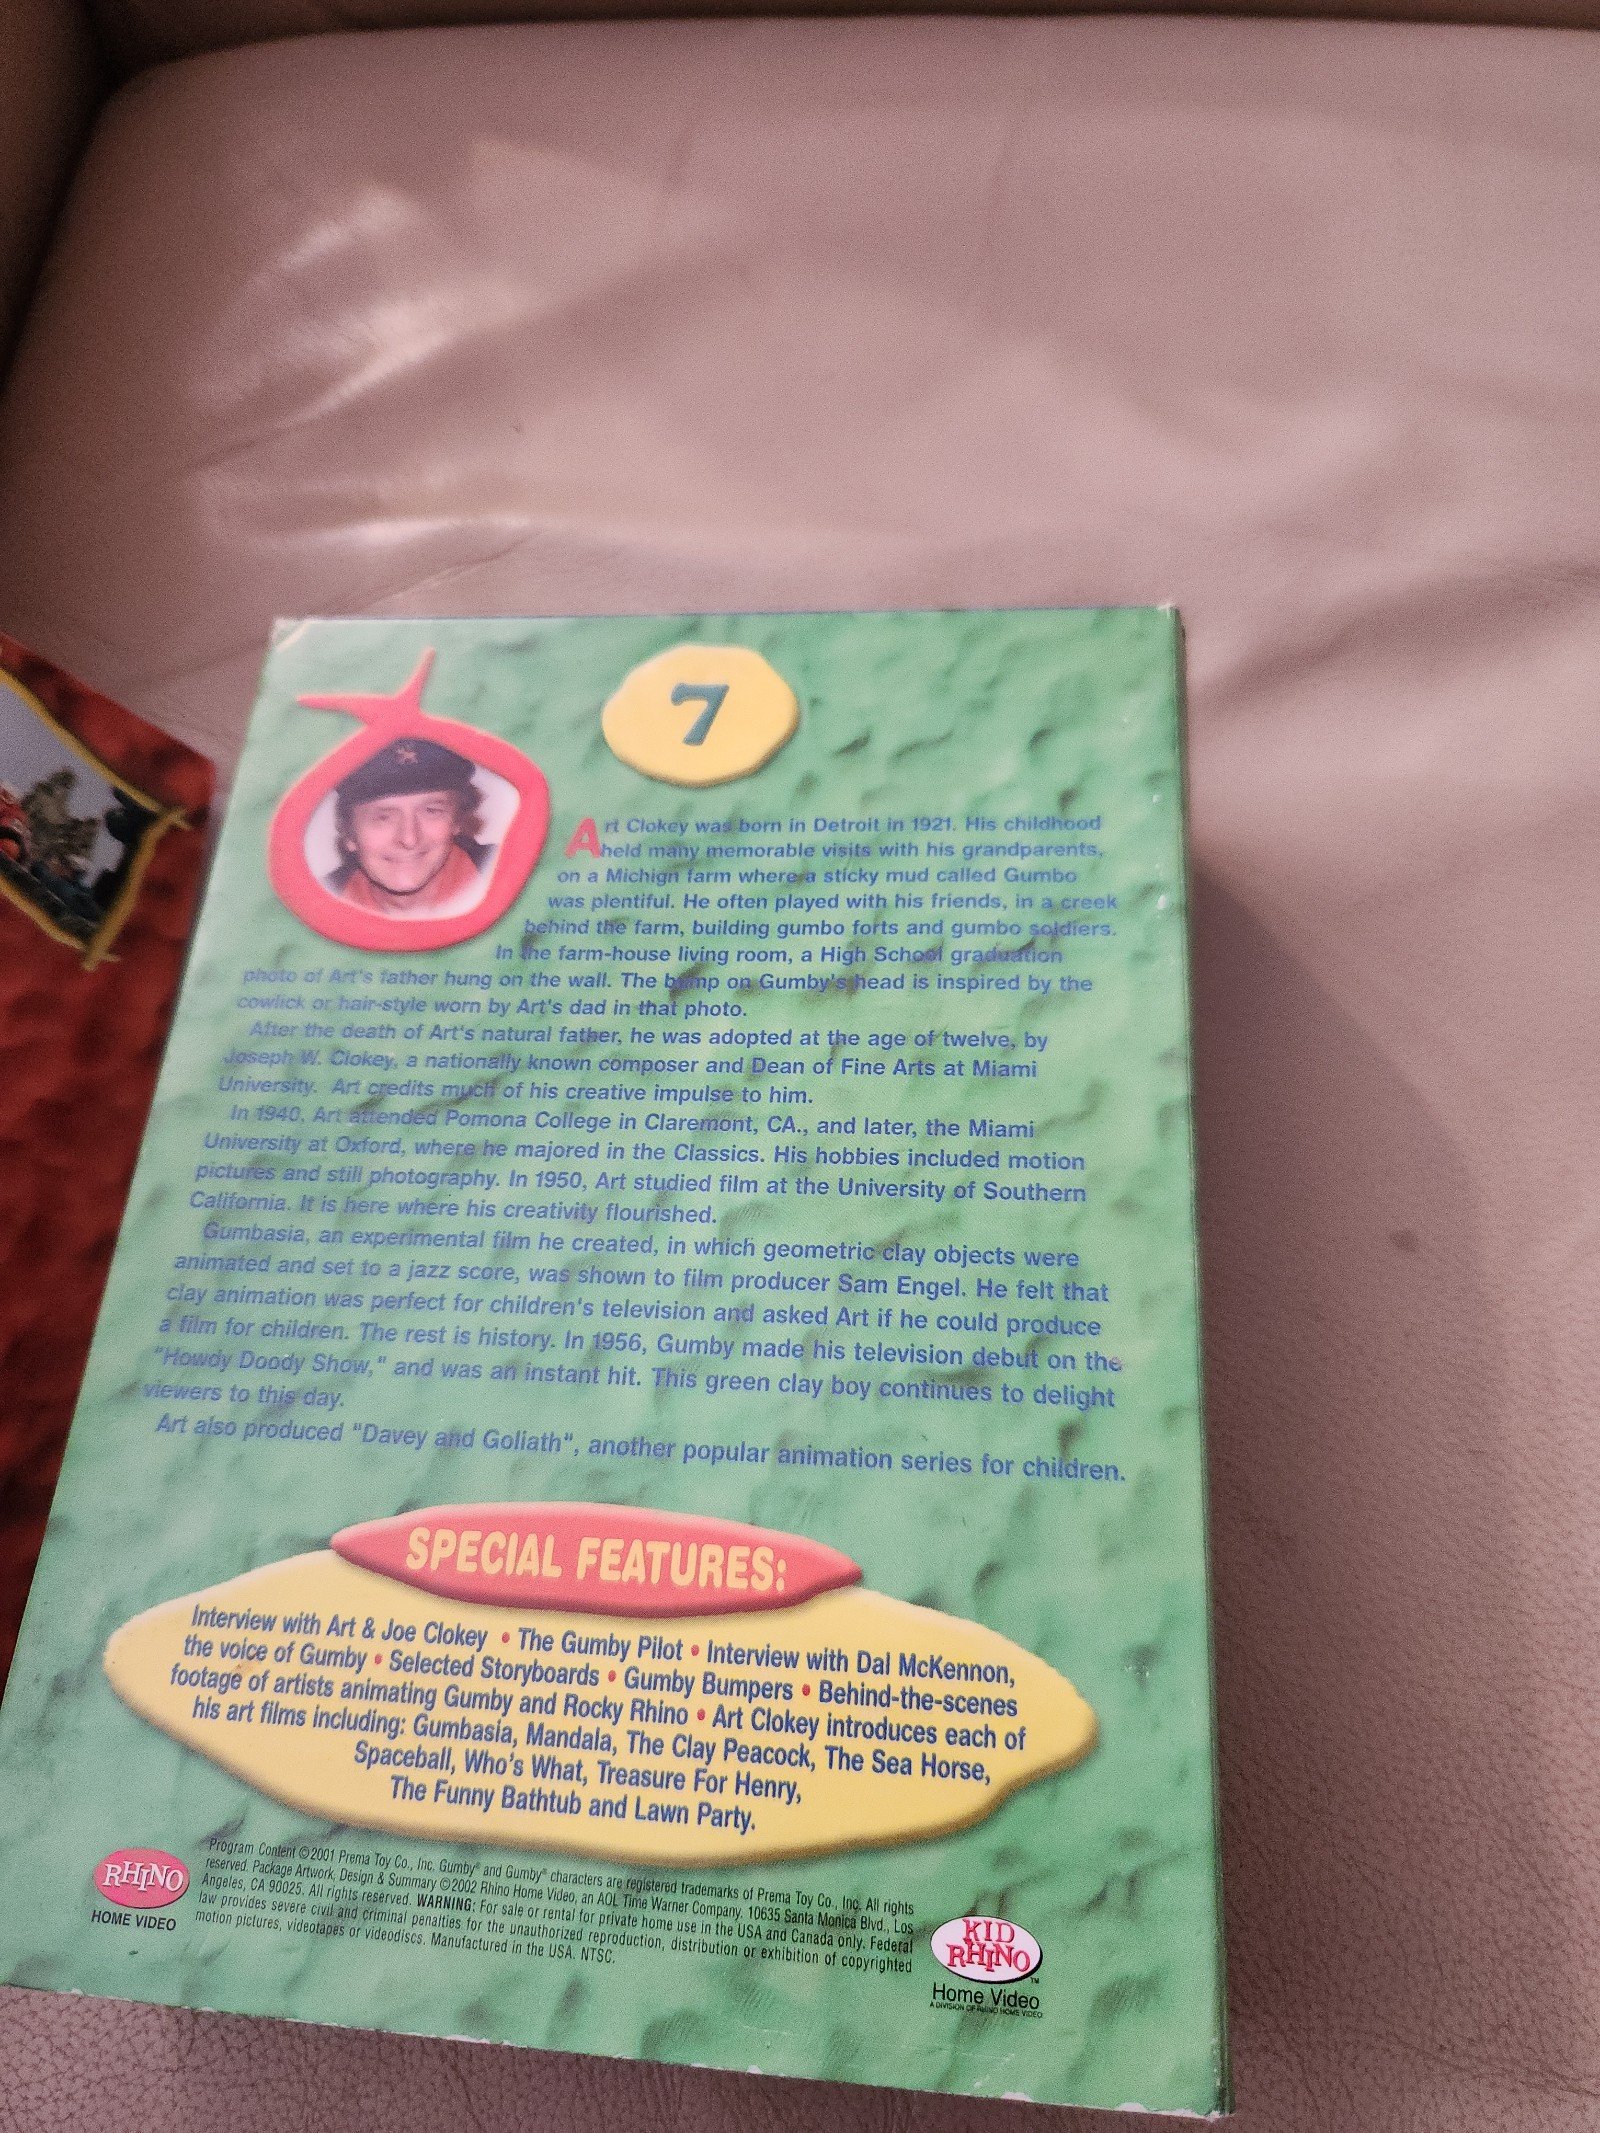 7
Art Clokey was born in Detroit in 1921. His childhood
held many memorable visits with his grandparents,
on a Michign farm where a sticky mud called Gumbo
was plentiful. He often played with his friends, in a creek
behind the farm, building gumbo forts and gumbo soldiers.
In the farm-house living room, a High School graduation
photo of Art's father hung on the wall. The bump on Gumby's head is inspired by the
cowlick or hair-style worn by Art's dad in that photo.
After the death of Art's natural father, he was adopted at the age of twelve, by
Joseph W. Clokey, a nationally known composer and Dean of Fine Arts at Miami
University. Art credits much of his creative impulse to him.
In 1940, Art attended Pomona College in Claremont, CA., and later, the Miami
University at Oxford, where he majored in the Classics. His hobbies included motion
pictures and still photography. In 1950, Art studied film at the University of Southern
California. It is here where his creativity flourished.
Gumbasia, an experimental film he created, in which geometric clay objects were
animated and set to a jazz score, was shown to film producer Sam Engel. He felt that
clay animation was perfect for children's television and asked Art if he could produce
a film for children. The rest is history. In 1956, Gumby made his television debut on the
"Howdy Doody Show," and was an instant hit. This green clay boy continues to delight
viewers to this day.
Art also produced "Davey and Goliath", another popular animation series for children.
SPECIAL FEATURES:
Interview with Art & Joe Clokey • The Gumby Pilot • Interview with Dal McKennon,
the voice of Gumby • Selected Storyboards • Gumby Bumpers • Behind-the-scenes
footage of artists animating Gumby and Rocky Rhino • Art Clokey introduces each of
his art films including: Gumbasia, Mandala, The Clay Peacock, The Sea Horse,
Spaceball, Who's What, Treasure For Henry,
The Funny Bathtub and Lawn Party.
RHINO
HOME VIDEO
Program Content ©2001 Prema Toy Co., Inc. Gumby® and Gumby® characters are registered trademarks of Prema Toy Co., Inc. All rights
reserved. Package Artwork, Design & Summary ©2002 Rhino Home Video, an AOL Time Warner Company. 10635 Santa Monica Blvd., Los
Angeles, CA 90025. All rights reserved. WARNING: For sale or rental for private home use in the USA and Canada only. Federal
law provides severe civil and criminal penalties for the unauthorized reproduction, distribution or exhibition of copyrighted
motion pictures, videotapes or videodiscs. Manufactured in the USA. NTSC.
KID
RHINO™
Home Video
A DIVISION OF RHINO HOME VIDEO